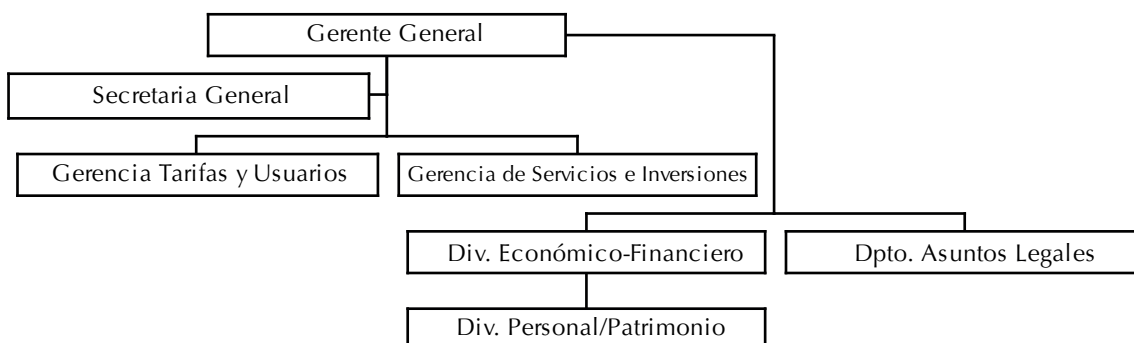 Gerente General
Secretaria General
Gerencia Tarifas y Usuarios
Gerencia de Servicios e Inversiones
Div. Económico-Financiero
Dpto. Asuntos Legales
Div. Personal/Patrimonio